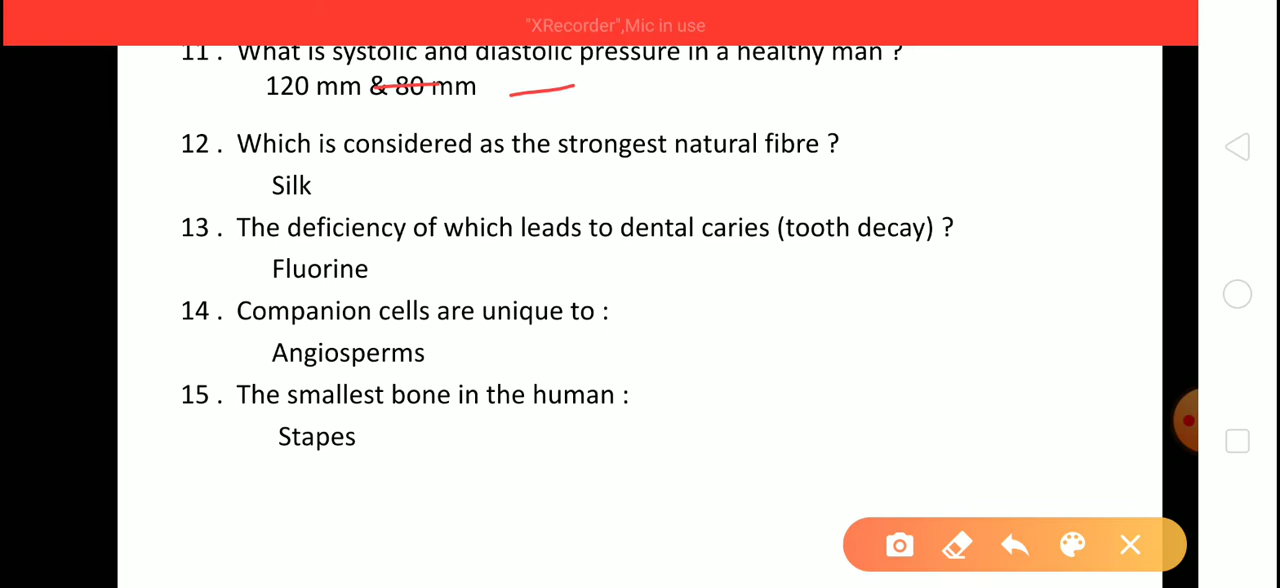 "XRecorder",Mic in use
11 . What is systolic and diastolic pressure in a healthy man ?
120 mm & 80 mm
12 . Which is considered as the strongest natural fibre ?
Silk
13 . The deficiency of which leads to dental caries (tooth decay) ?
Fluorine
14 . Companion cells are unique to :
Angiosperms
15 . The smallest bone in the human :
Stapes